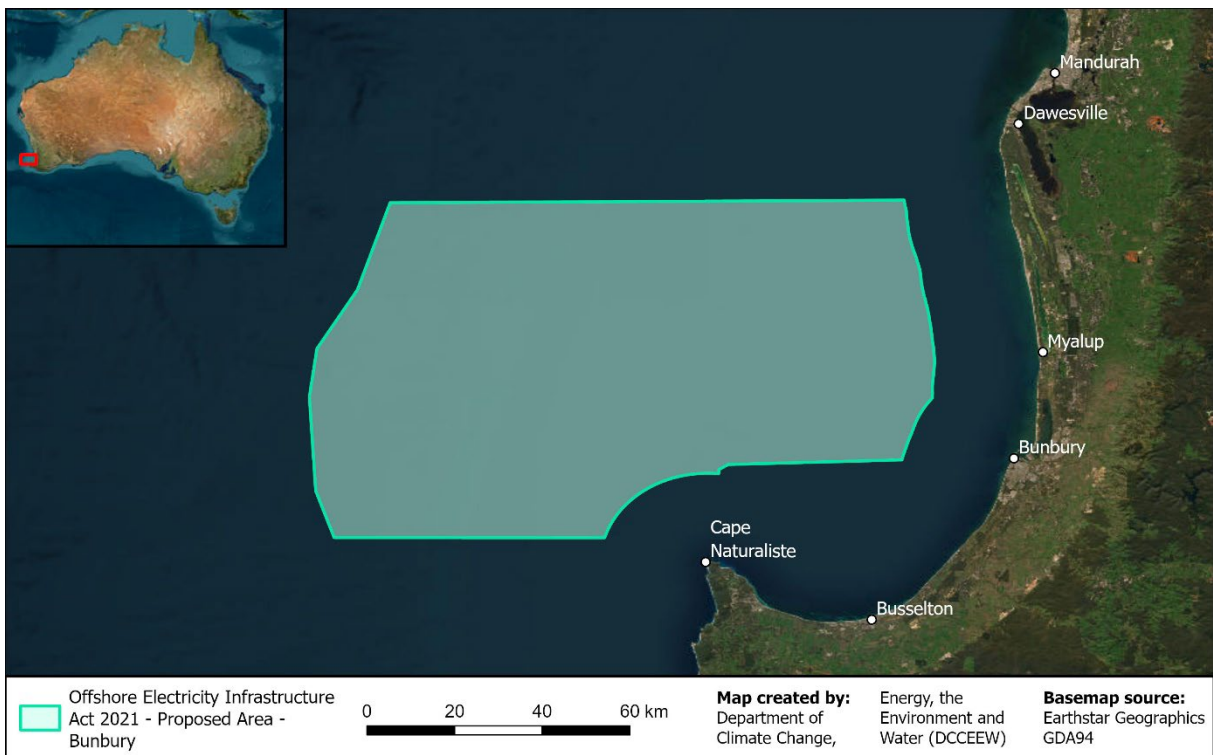 Mandurah
Dawesville
Myalup
Bunbury
Cape
Naturaliste
Busselton
Offshore Electricity Infrastructure
Act 2021 - Proposed Area -
Bunbury
0 20 40 60 km
Map created by:
Department of
Climate Change,
Energy, the
Environment and
Water (DCCEEW)
Basemap source:
Earthstar Geographics
GDA94